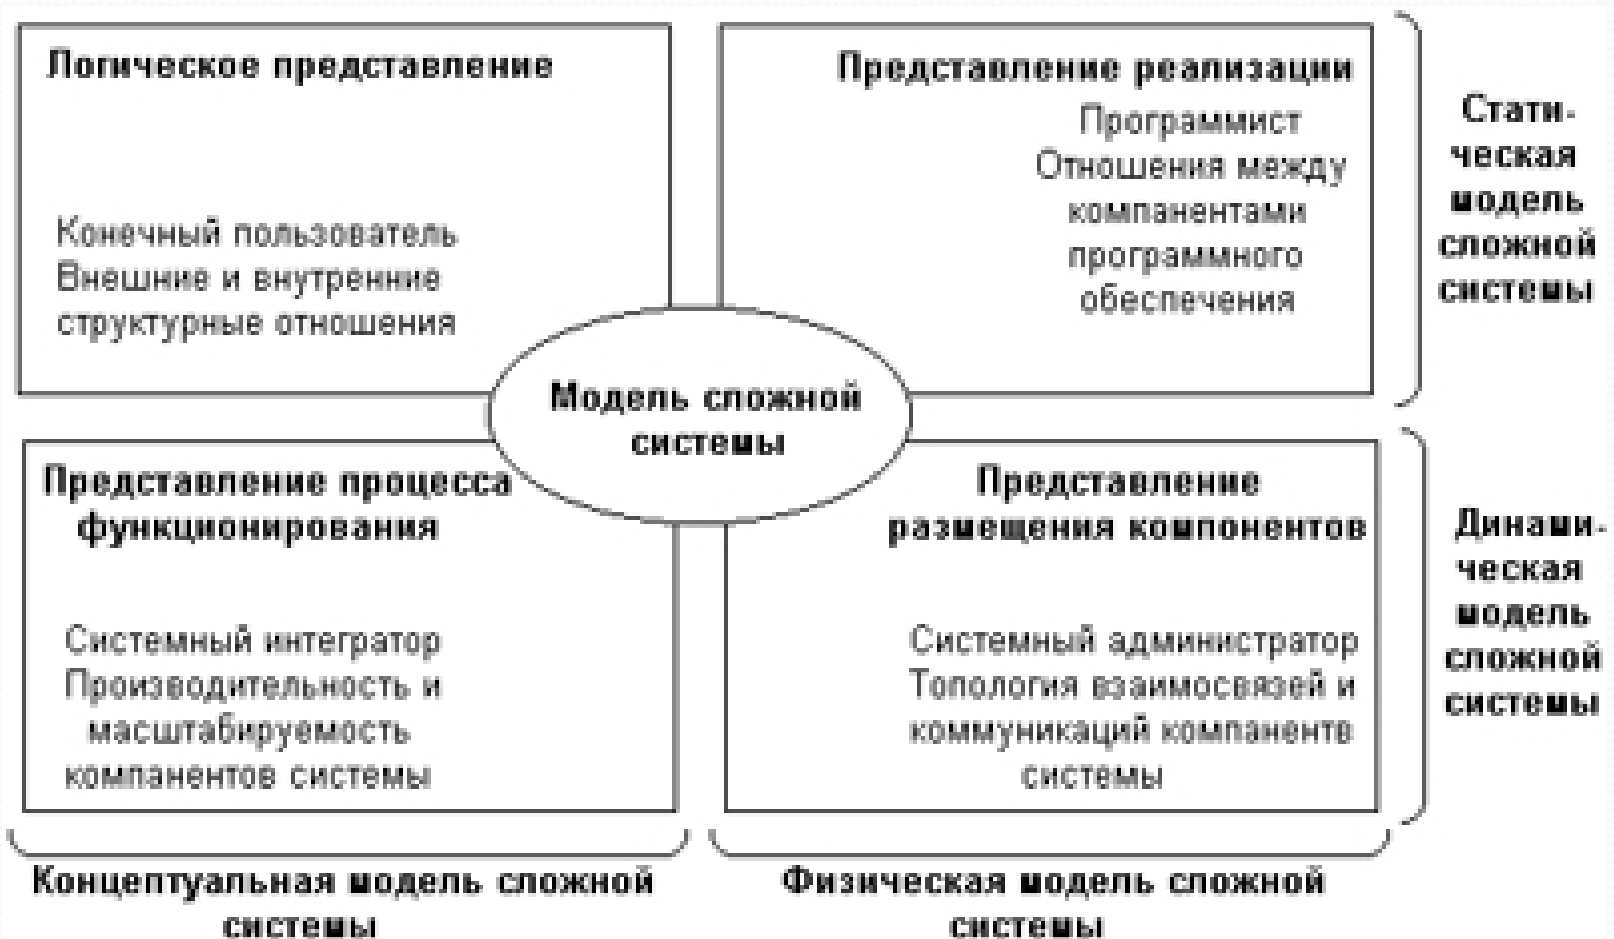 Логическое представление
Конечный пользователь
Внешние и внутренние
структурные отношения
Представление реализации
Программист
Отношения между
компанентами
программного
обеспечения
Стати-
ческая
модель
сложной
системы
Модель сложной
системы
Представление процесса
функционирования
Системный интегратор
Производительность и
масштабируемость
компанентов системы
Представление
размещения компонентов
Системный администратор
Топология взаимосвязей и
коммуникаций компанентв
системы
Динами-
ческая
модель
сложной
системы
Концептуальная модель сложной
системы
Физическая модель сложной
системы